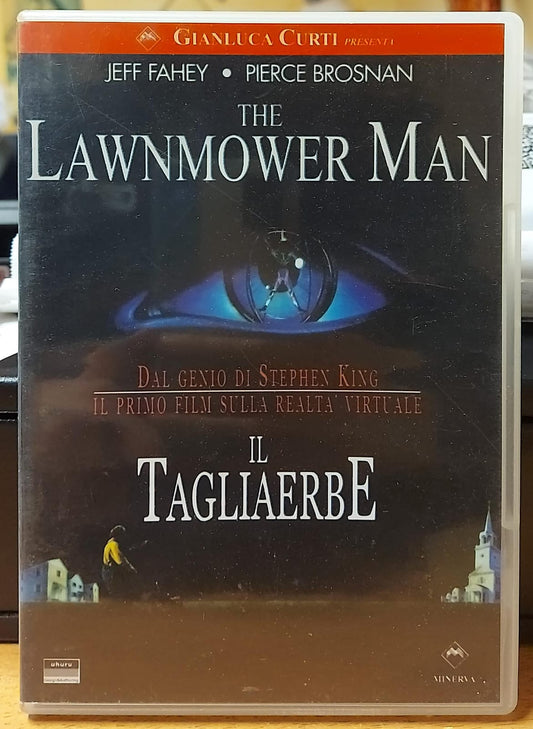 GIANLUCA CURTI PRESENTA
JEFF FAHEY • PIERCE BROSNAN
THE
LAWNMOWER MAN
DAL GENIO DI STEPHEN KING
IL PRIMO FILM SULLA REALTA' VIRTUALE
IL
TAGLIAERBE
uhuru
MINERVA